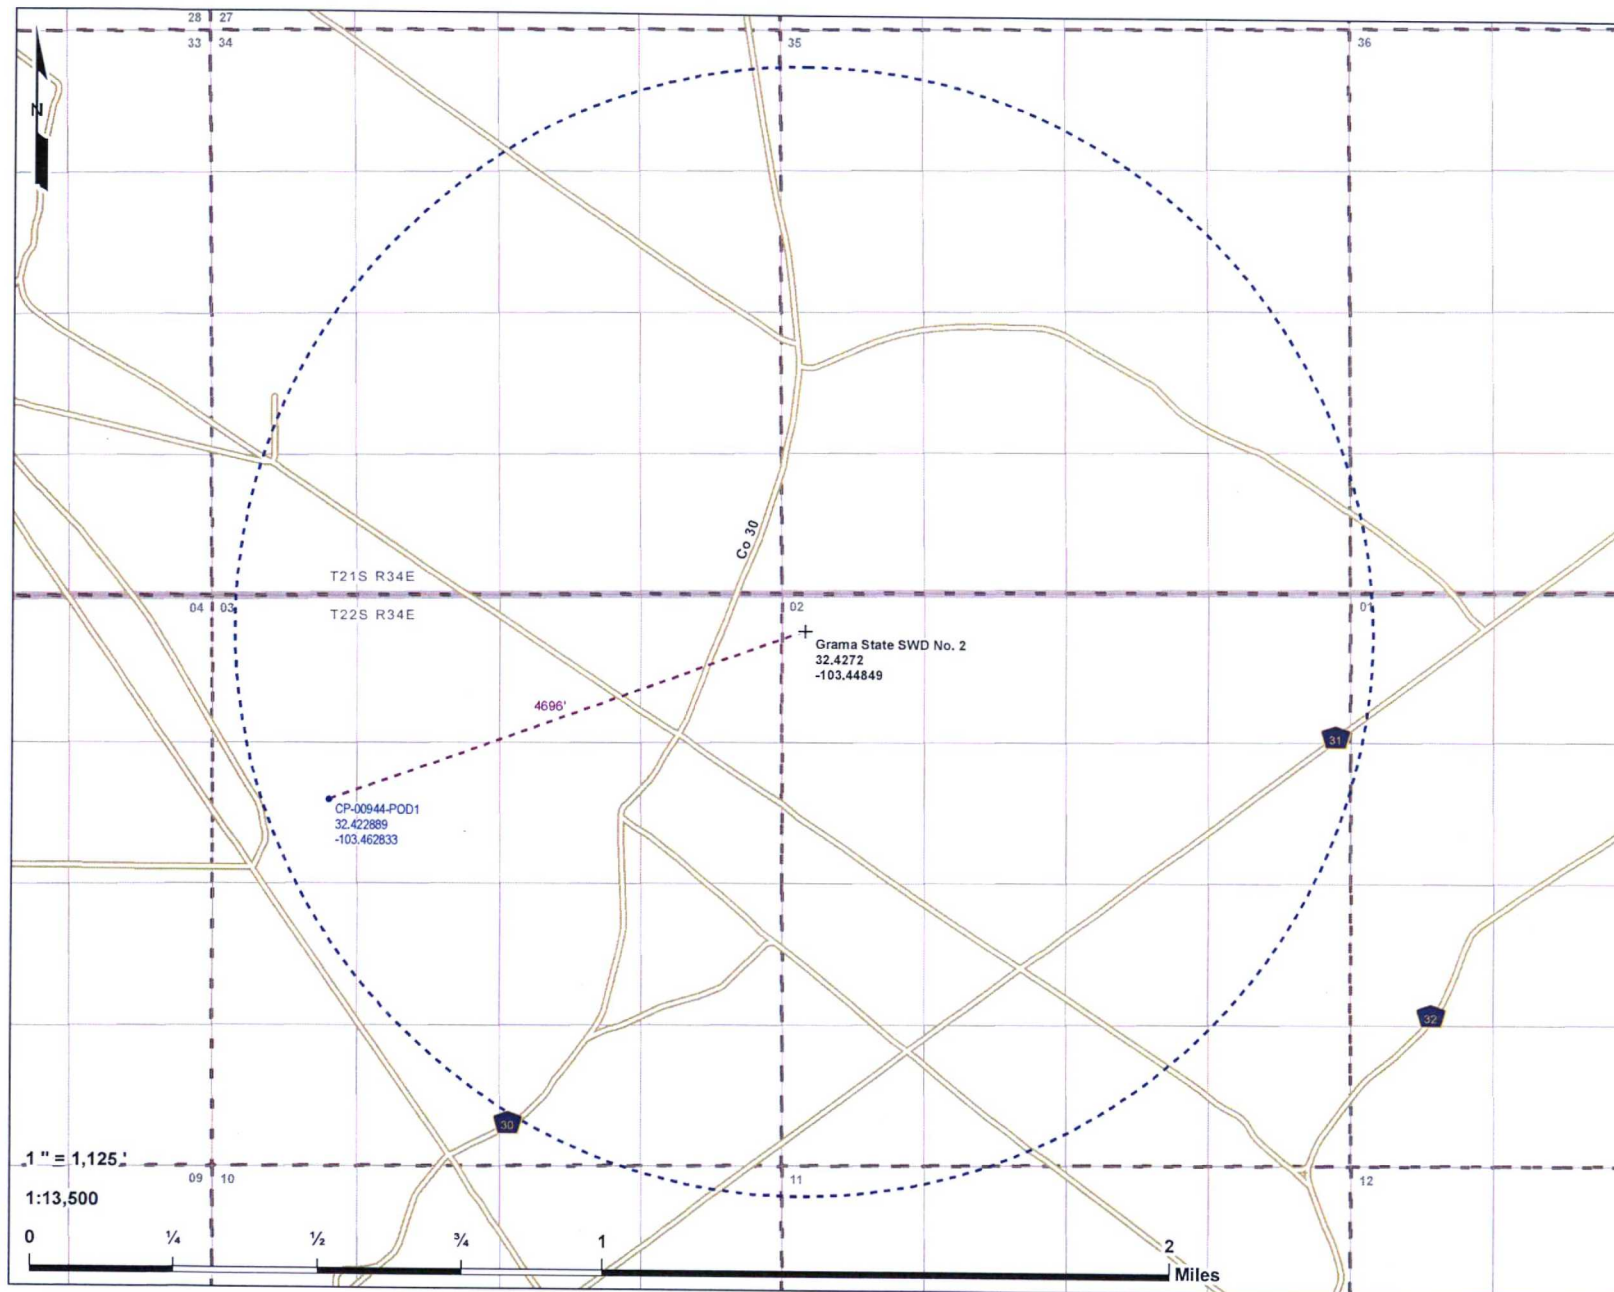 28 27
33 34
35
36
N
Co 30
T21S R34E
04 03
02
01
T22S R34E
Grama State SWD No. 2
32.4272
-103.44849
4696'
31
CP-00944-POD1
32.422889
-103.462833
32
30
1 " = 1,125 '
09 10
11
12
1:13,500
0 ¼ ½ ¾ 1 2
Miles